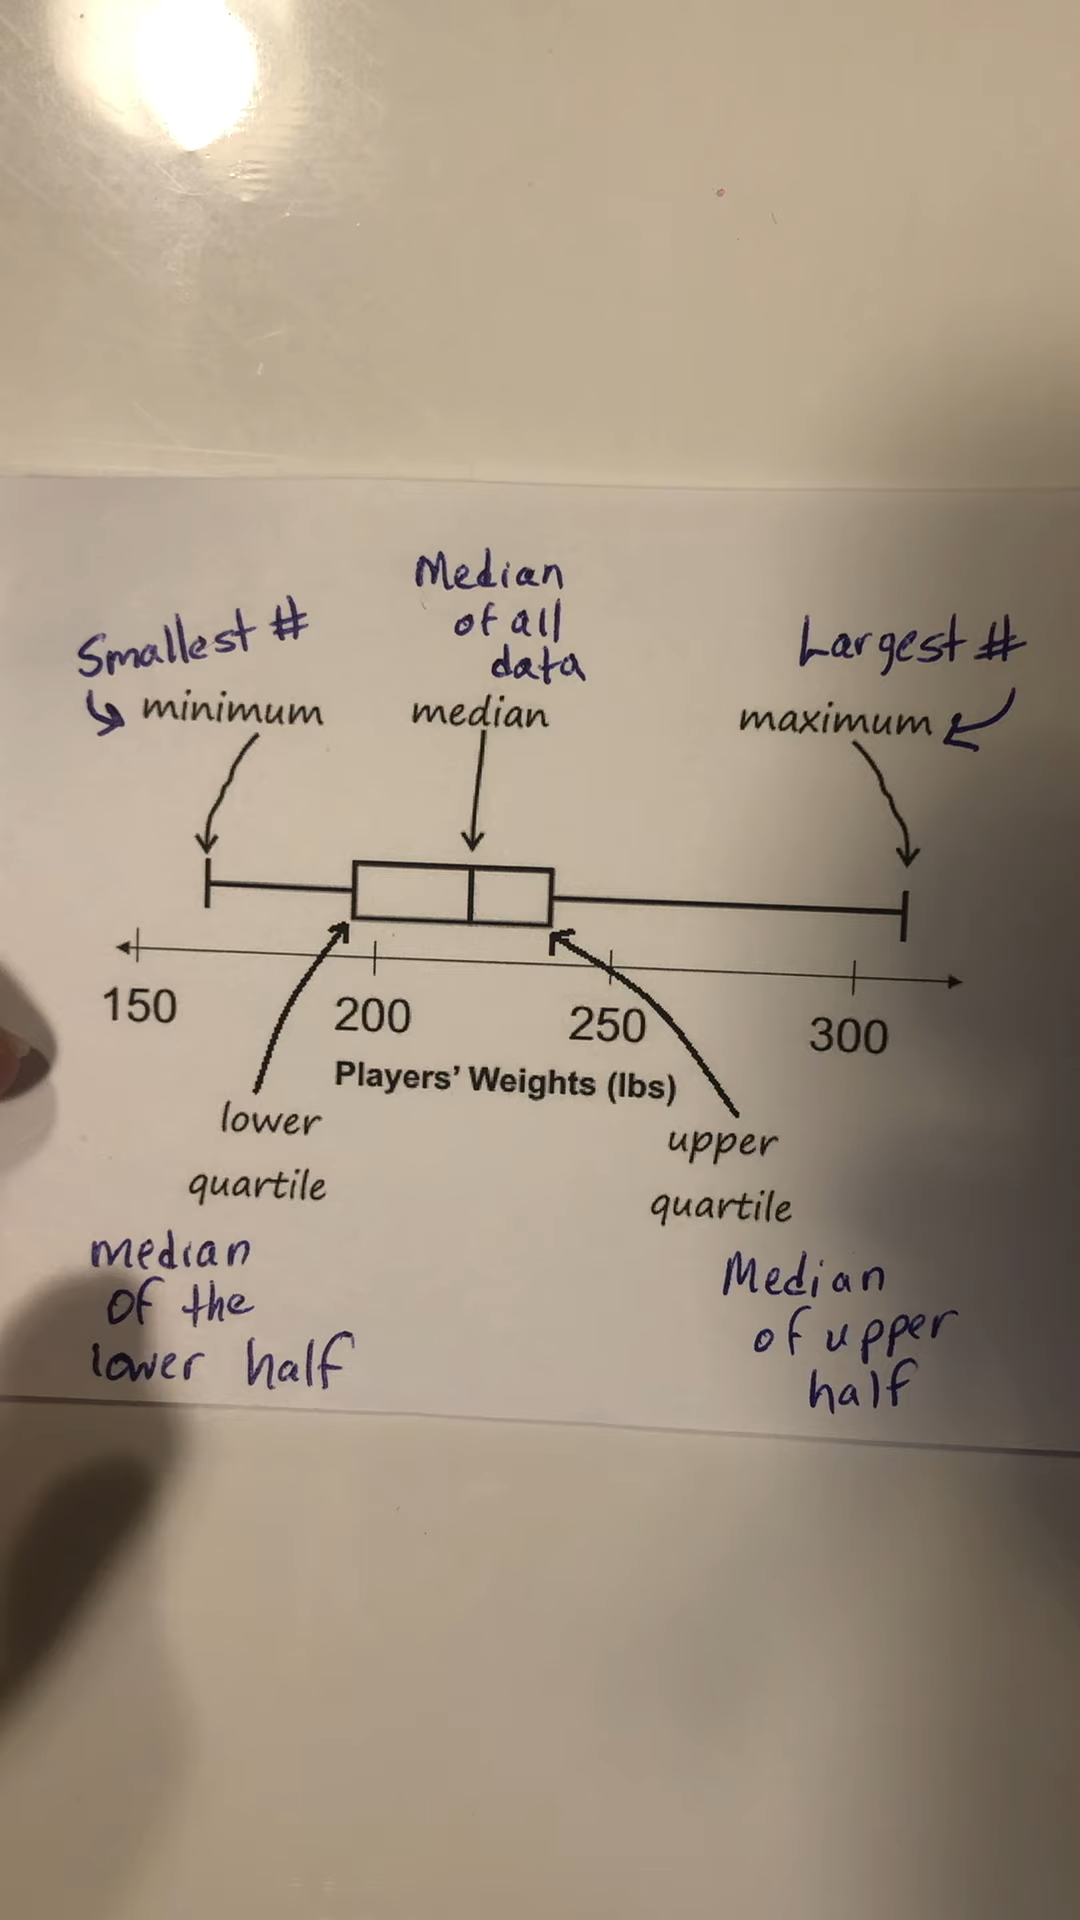 Median
of all
data
Smallest #
minimum
median
Largest #
maximum
150
200
250
300
Players' Weights (lbs)
lower
quartile
upper
quartile
median
of the
lower half
Median
of upper
half